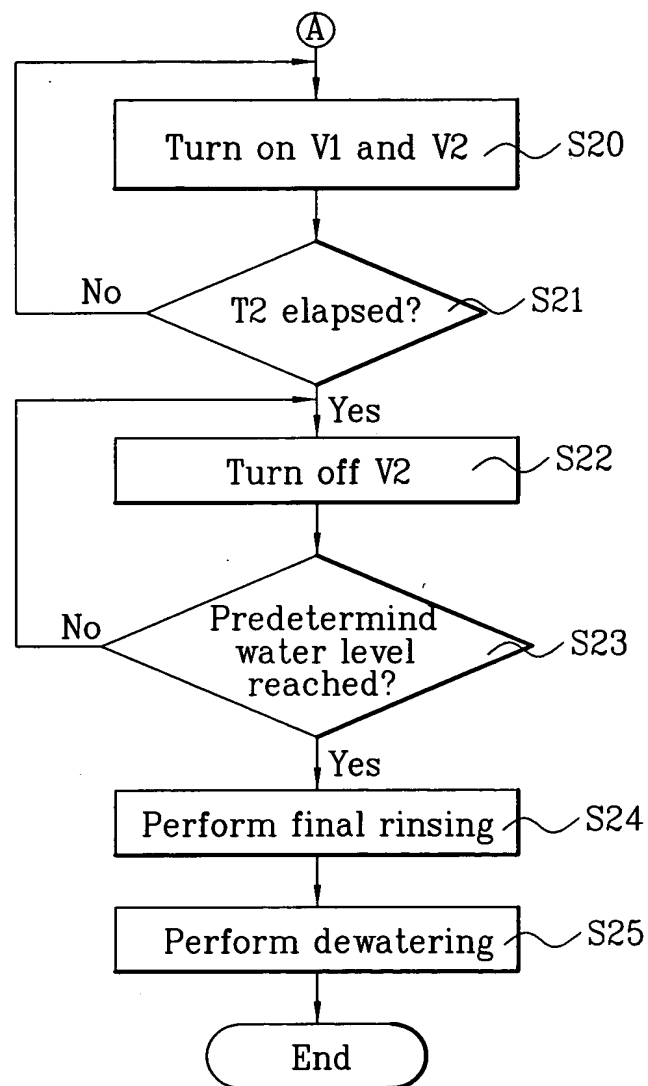 A
Turn on V1 and V2
S20
No
T2 elapsed?
S21
Yes
Turn off V2
S22
No
Predetermind
water level
reached?
S23
Yes
Perform final rinsing
S24
Perform dewatering
S25
End